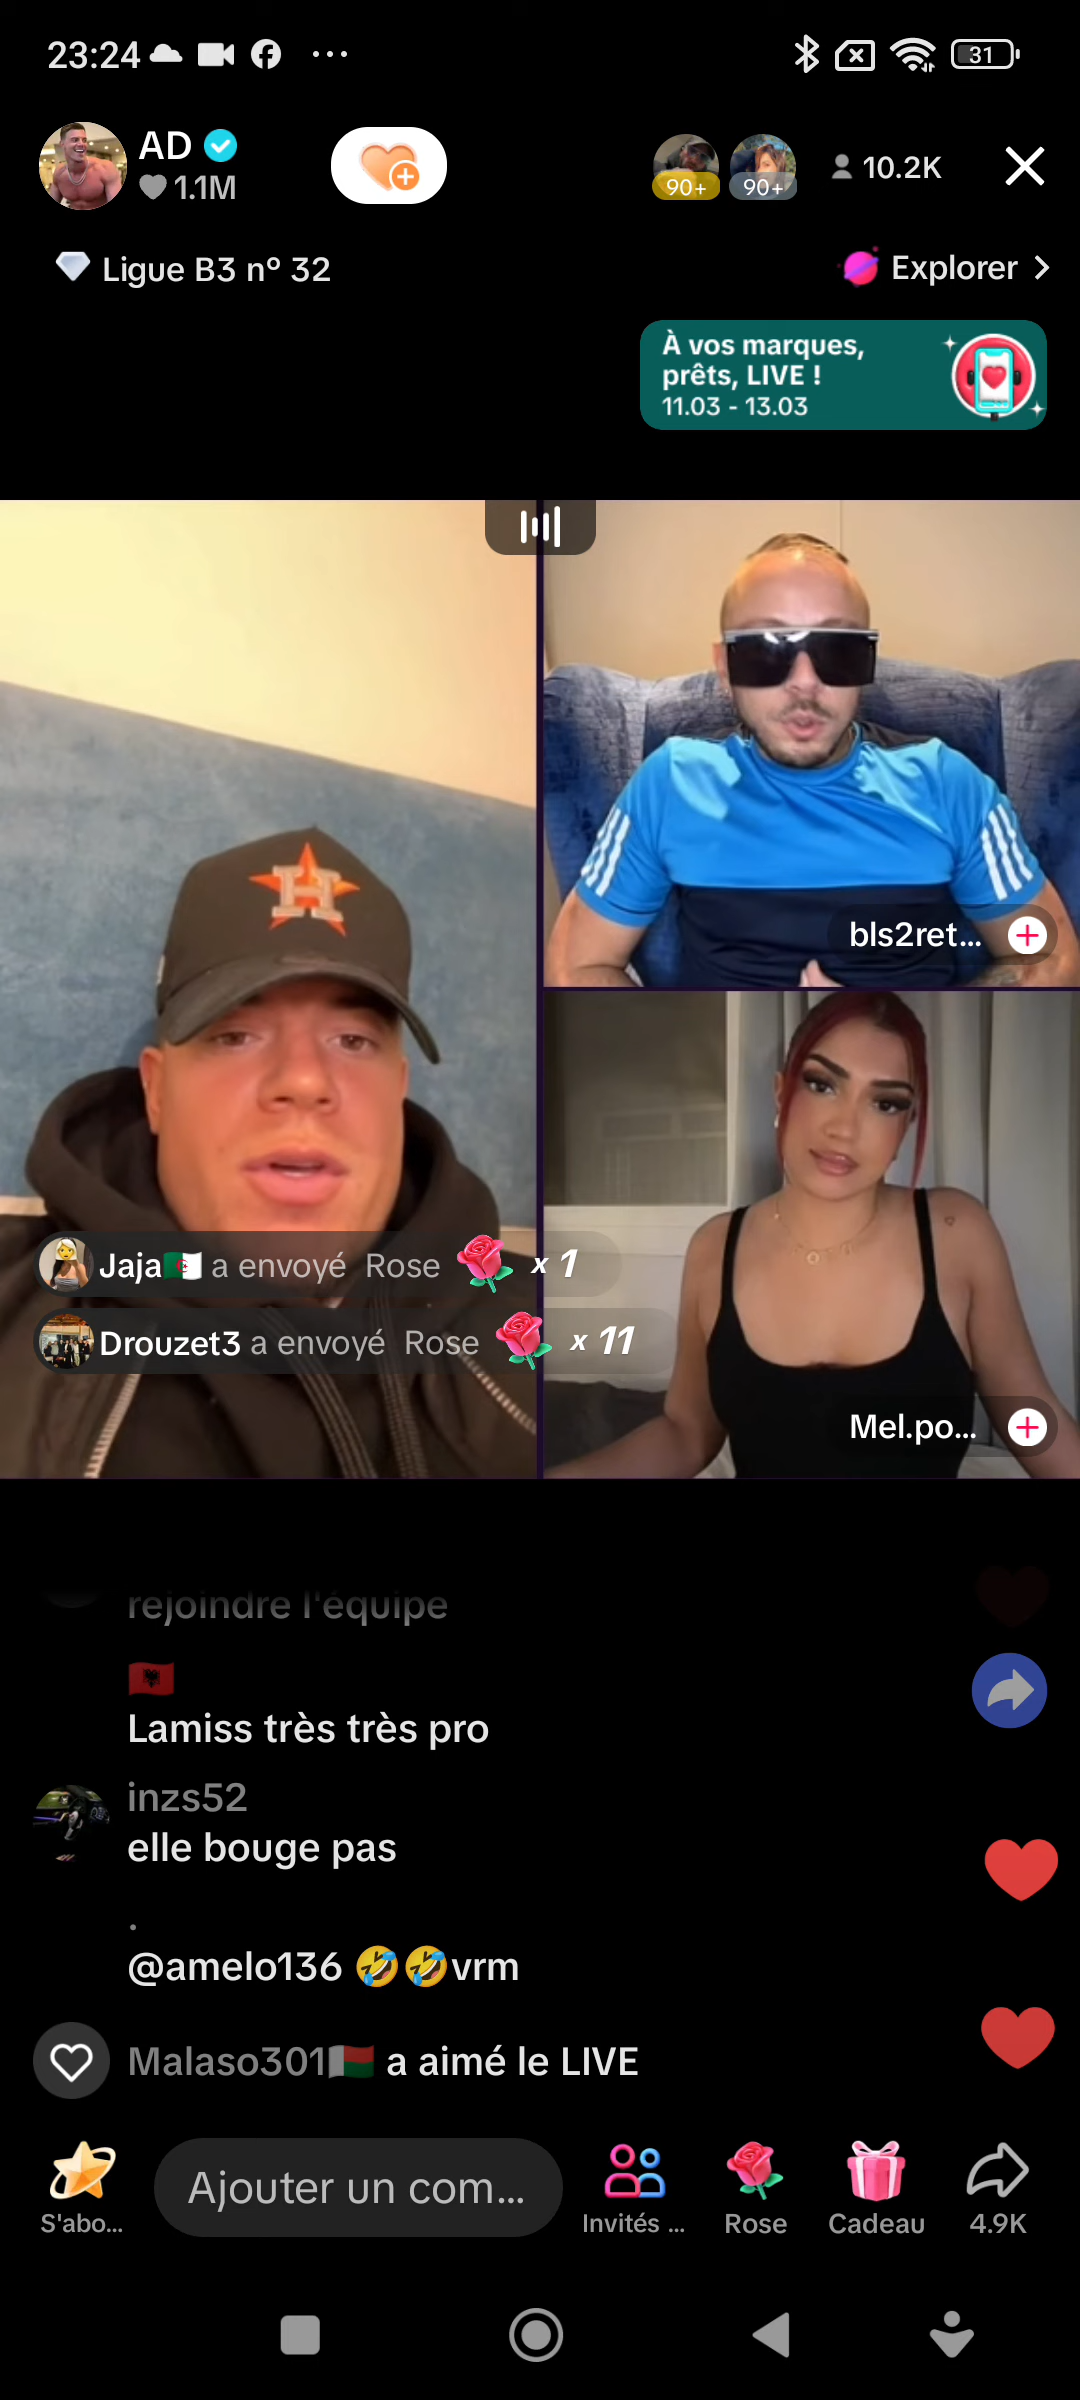 23:24
31
AD
1.1M
90+
90+
10.2K
Ligue B3 nº 32
Explorer
À vos marques,
prêts, LIVE !
11.03 - 13.03
H
bls2ret...
Jaja a envoyé Rose x 1
Drouzet3 a envoyé Rose x 11
Mel.po...
rejoindre l'équipe
Lamiss très très pro
inzs52
elle bouge pas
.
@amelo136 🤣🤣vrm
Malaso301 a aimé le LIVE
Ajouter un com...
S'abo...
Invités ...
Rose
Cadeau
4.9K